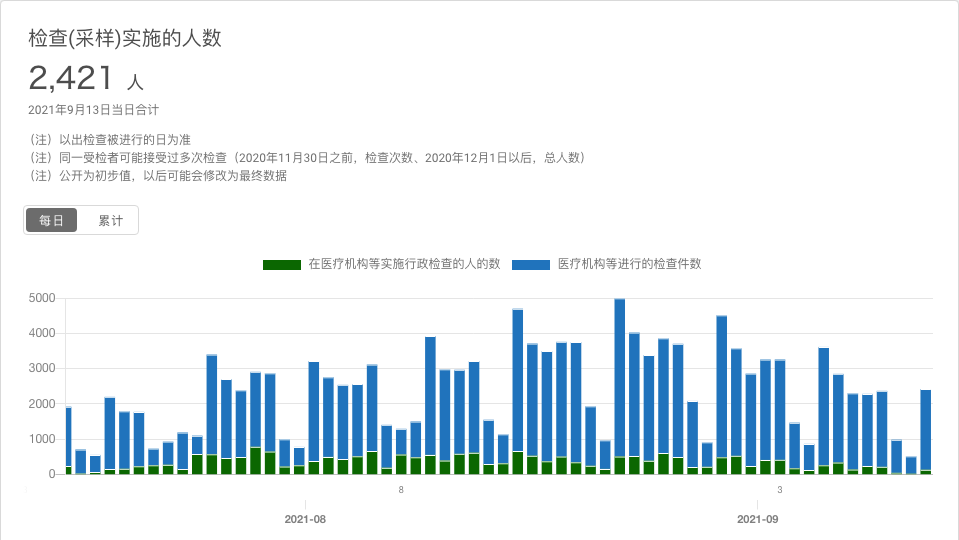 检查(采样)实施的人数
2,421 人
2021年9月13日当日合计
（注）以出检查被进行的日为准
（注）同一受检者可能接受过多次检查（2020年11月30日之前，检查次数、2020年12月1日以后，总人数）
（注）公开为初步值，以后可能会修改为最终数据
每日 累计
在医疗机构等实施行政检查的人的数 医疗机构等进行的检查件数
5000
4000
3000
2000
1000
0
8 3
2021-08 2021-09